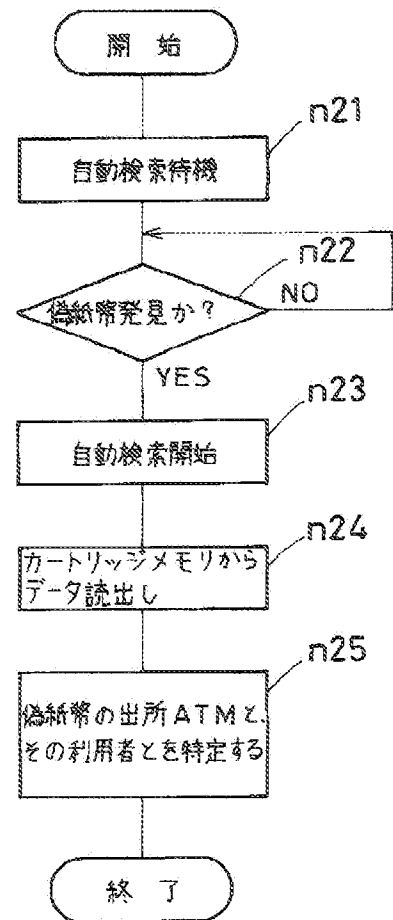 開 始
n21
自動検索待機
n22
偽紙幣発見か?
NO
YES
n23
自動検索開始
n24
カートリッジメモリから
データ読出し
n25
偽紙幣の出所ATMと、
その利用者とを特定する
終 了